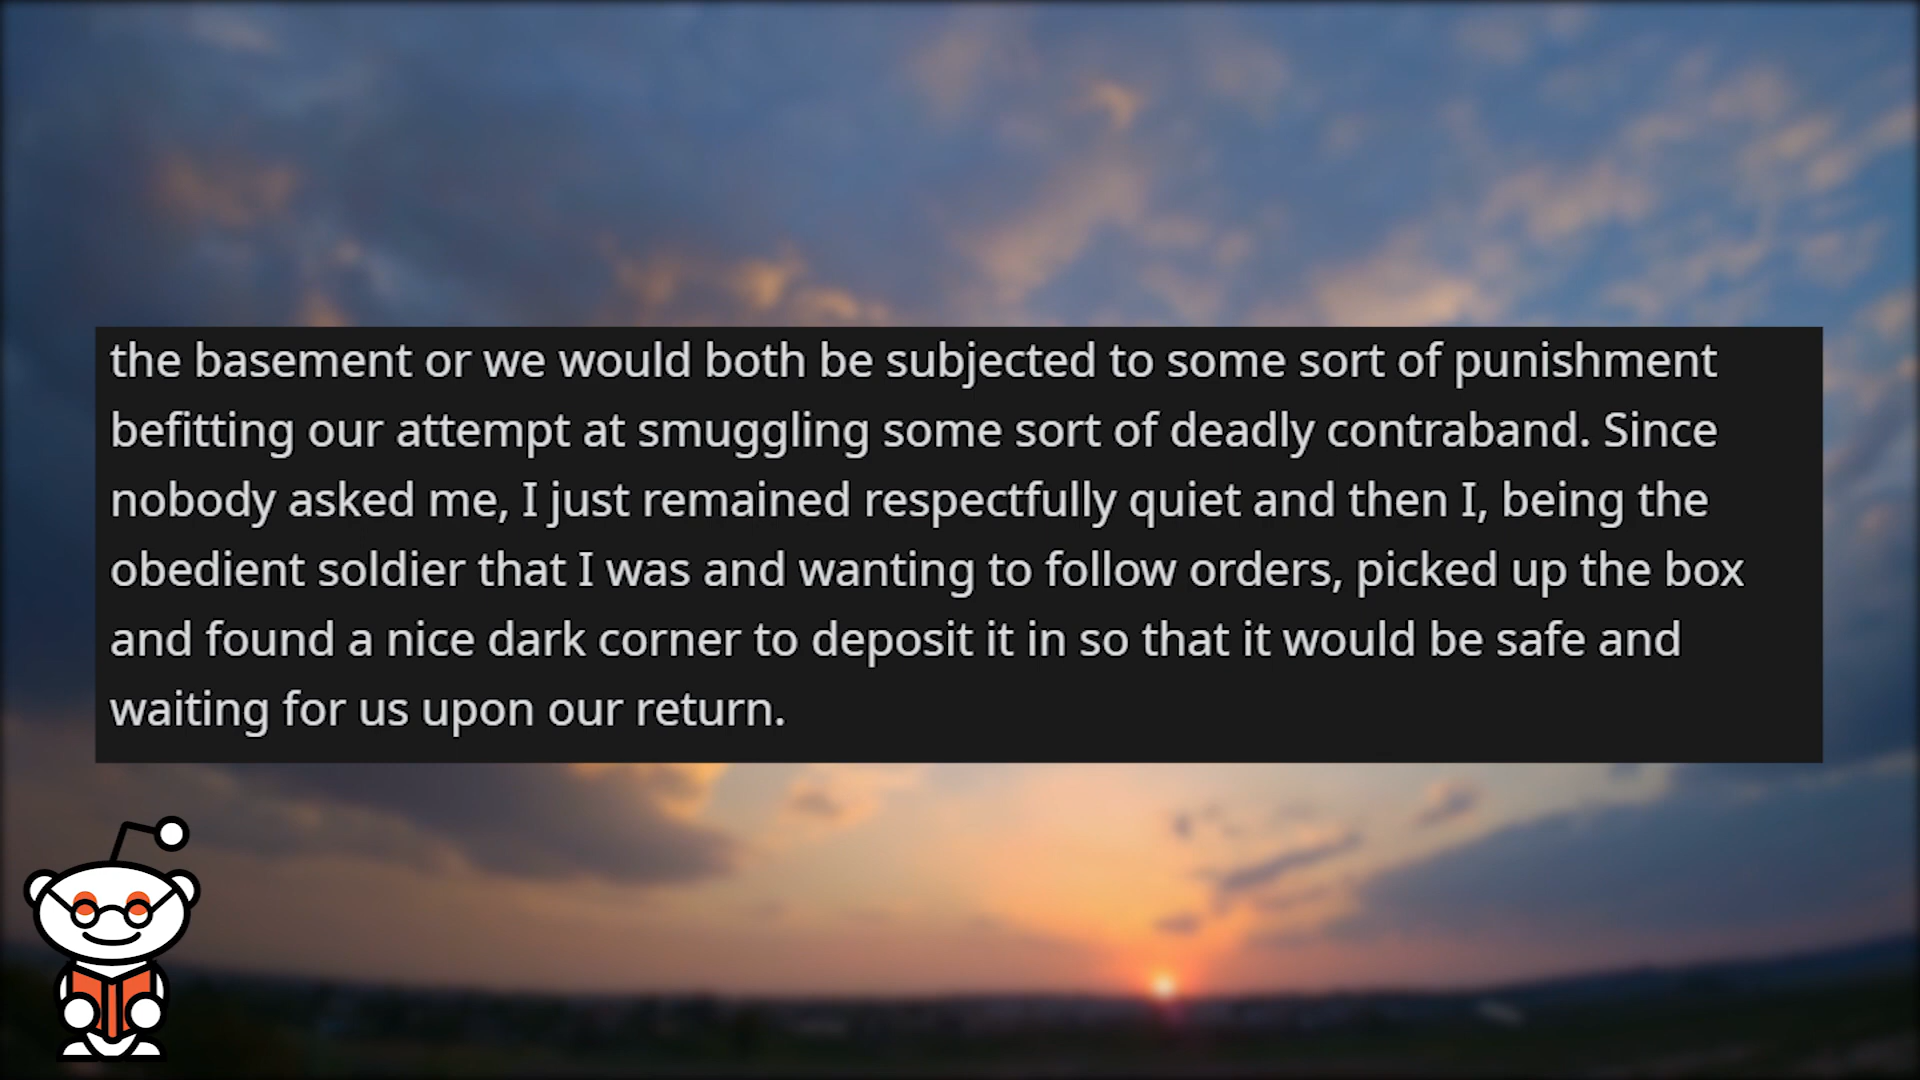 the basement or we would both be subjected to some sort of punishment
befitting our attempt at smuggling some sort of deadly contraband. Since
nobody asked me, I just remained respectfully quiet and then I, being the
obedient soldier that I was and wanting to follow orders, picked up the box
and found a nice dark corner to deposit it in so that it would be safe and
waiting for us upon our return.